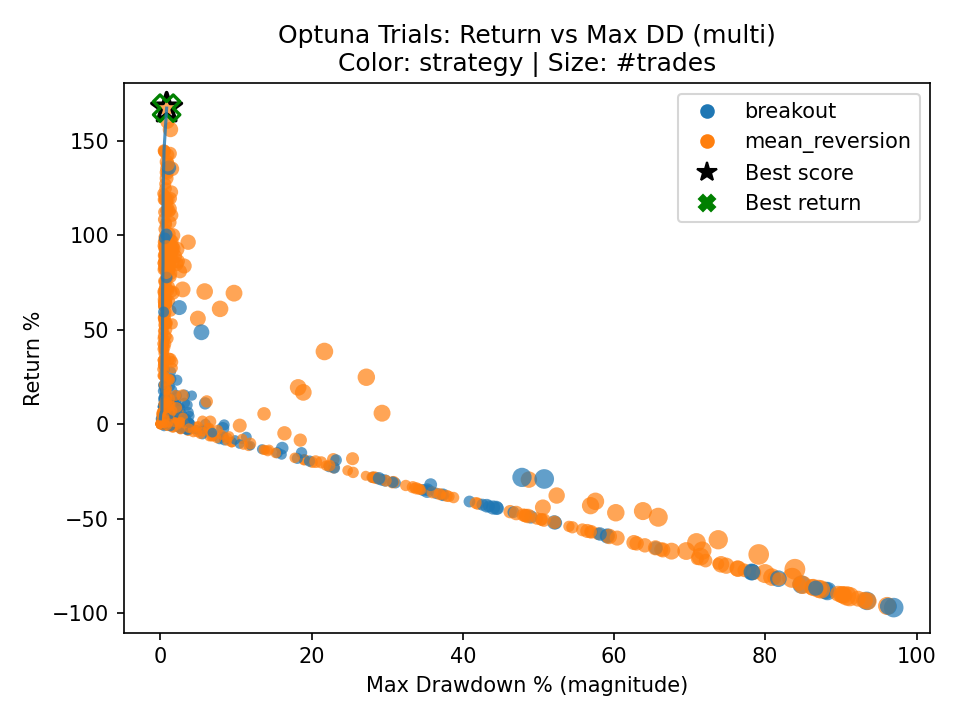 Optuna Trials: Return vs Max DD (multi)
Color: strategy | Size: #trades
breakout
mean_reversion
Best score
Best return
150
100
50
0
−50
−100
Return %
0
20
40
60
80
100
Max Drawdown % (magnitude)